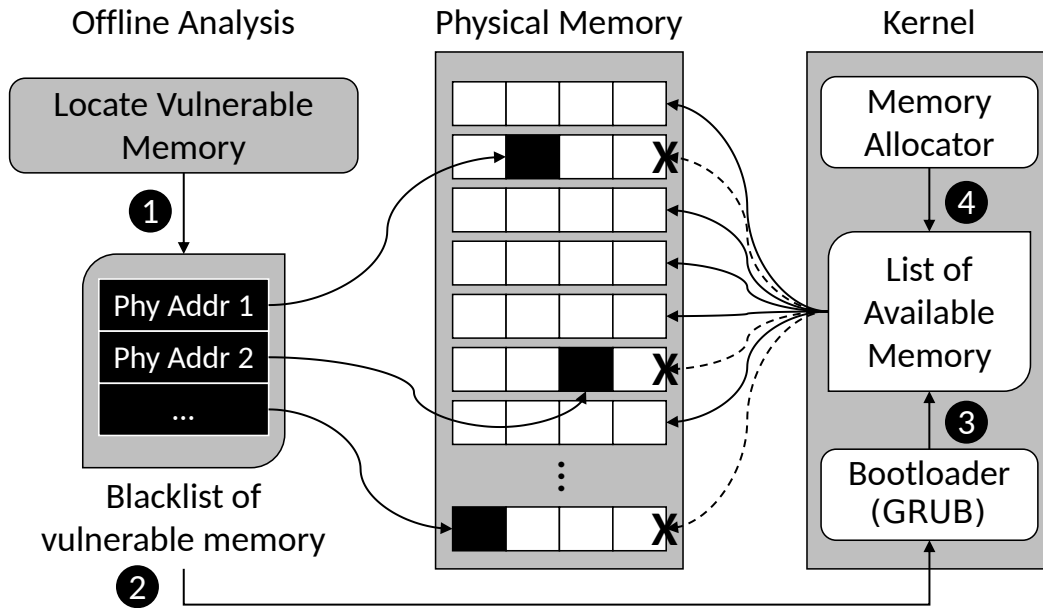 Offline Analysis
Locate Vulnerable
Memory
1
Phy Addr 1
Phy Addr 2
...
Blacklist of
vulnerable memory
2
Physical Memory
X
X
⋮
X
Kernel
Memory
Allocator
4
List of
Available
Memory
3
Bootloader
(GRUB)